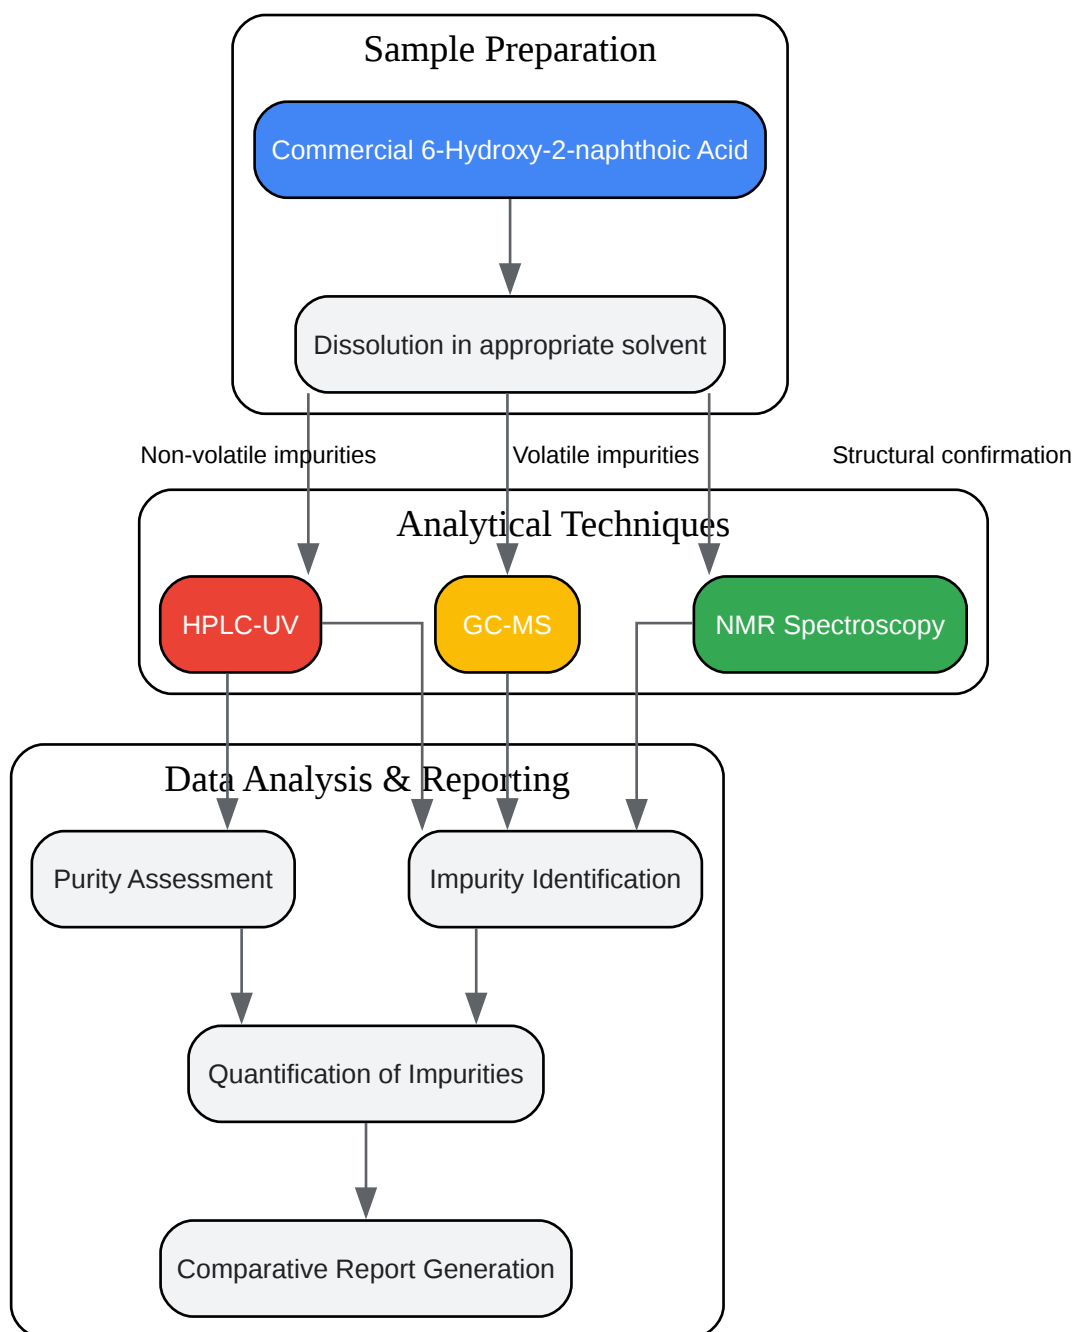 Sample Preparation
Commercial 6-Hydroxy-2-naphthoic Acid
Dissolution in appropriate solvent
Non-volatile impurities
Volatile impurities
Structural confirmation
Analytical Techniques
HPLC-UV
GC-MS
NMR Spectroscopy
Data Analysis & Reporting
Purity Assessment
Impurity Identification
Quantification of Impurities
Comparative Report Generation